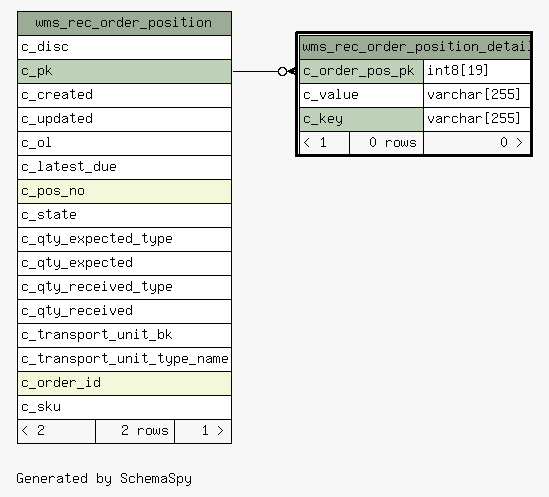 wms_rec_order_position
c_disc
c_pk
c_created
c_updated
c_ol
c_latest_due
c_pos_no
c_state
c_qty_expected_type
c_qty_expected
c_qty_received_type
c_qty_received
c_transport_unit_bk
c_transport_unit_type_name
c_order_id
c_sku
< 2 2 rows 1 >
wms_rec_order_position_detail
c_order_pos_pk int8[19]
c_value varchar[255]
c_key varchar[255]
< 1 0 rows 0 >
Generated by SchemaSpy